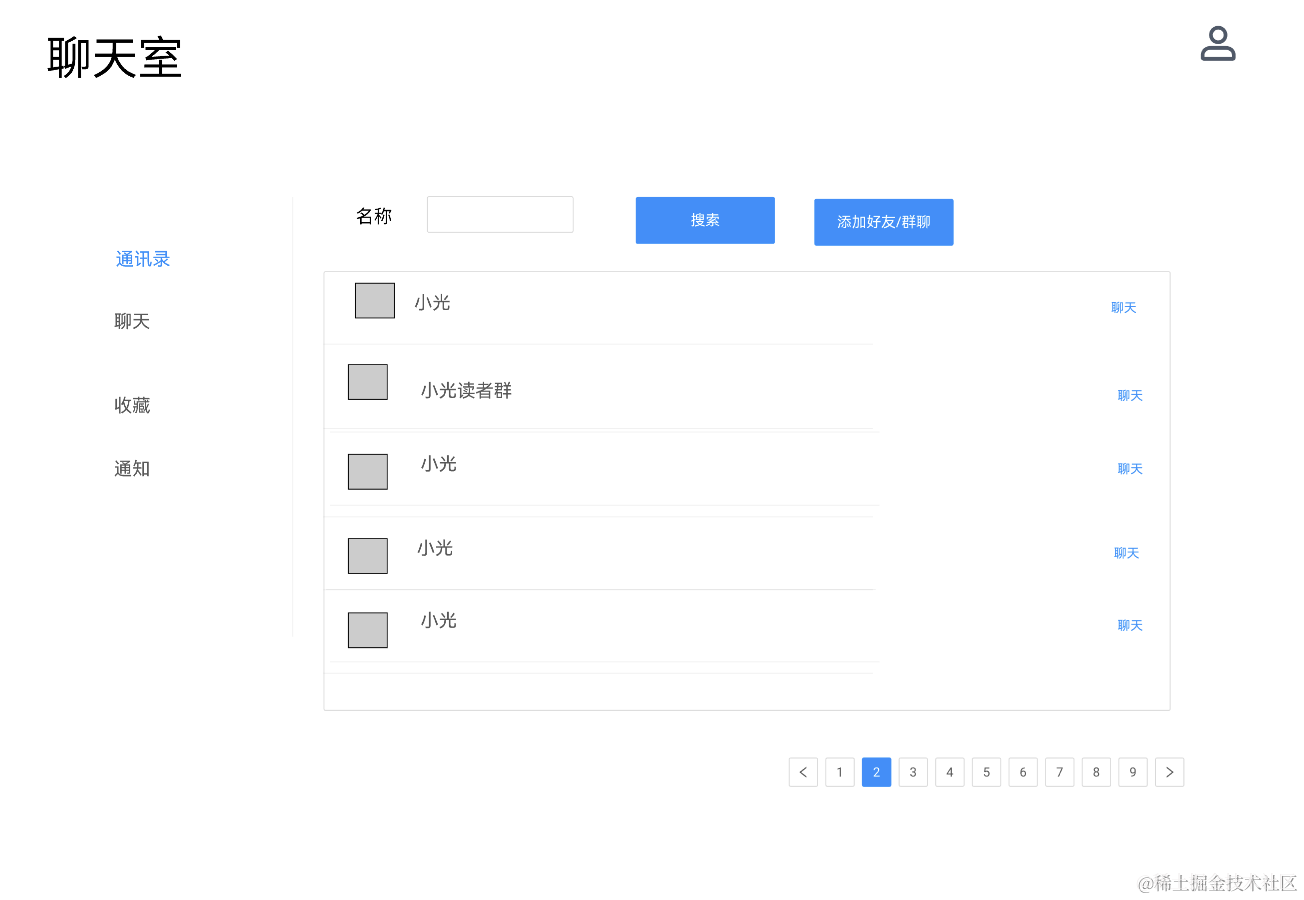 聊天室
名称 搜索 添加好友/群聊
通讯录
聊天
收藏
通知
小光 聊天
小光读者群 聊天
小光 聊天
小光 聊天
小光 聊天
< 1 2 3 4 5 6 7 8 9 >
@稀土掘金技术社区